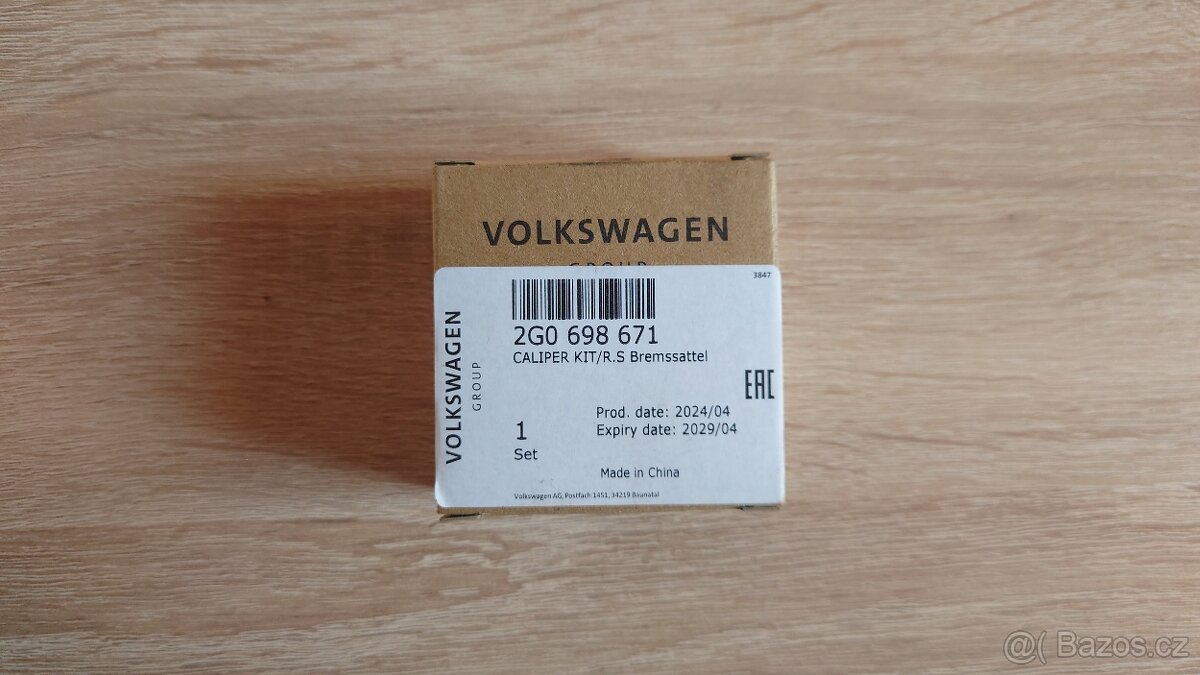 VOLKSWAGEN
GROUP
3847
VOLKSWAGEN
GROUP
2G0 698 671
CALIPER KIT/R.S Bremssattel
EAC
Prod. date: 2024/04
Expiry date: 2029/04
1
Set
Made in China
Volkswagen AG, Postfach 1451, 34219 Baunatal
@( Bazos.cz